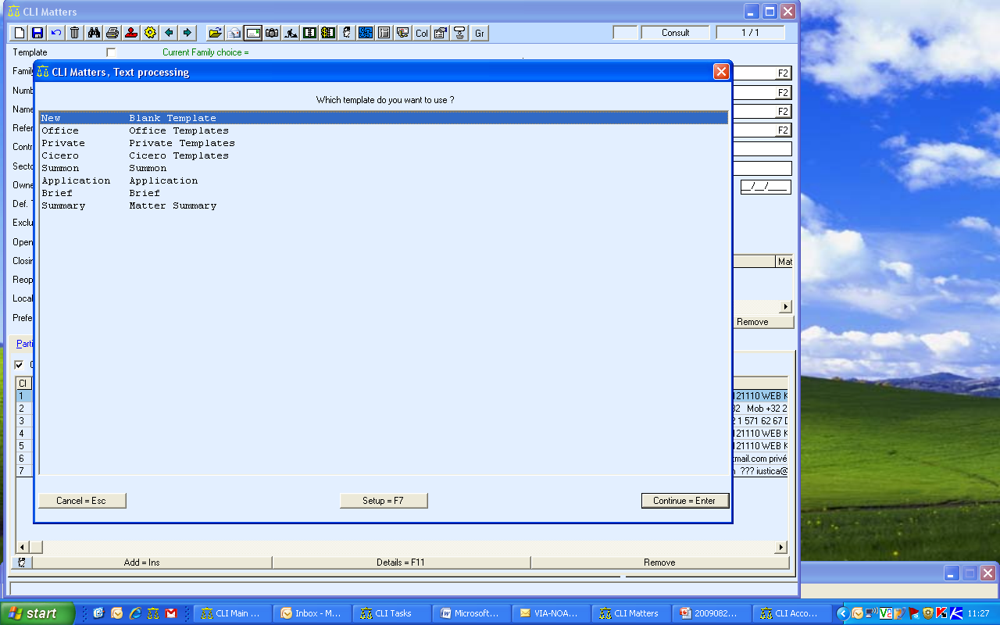 CLI Matters
Col
Gr
Consult
1 / 1
Template
Current Family choice =
CLI Matters, Text processing
Which template do you want to use ?
New Blank Template
Office Office Templates
Private Private Templates
Cicero Cicero Templates
Summon Summon
Application Application
Brief Brief
Summary Matter Summary
Cancel = Esc
Setup = F7
Continue = Enter
Famil
Numb
Name
Refer
Contr
Secto
Owne
Def. T
Exclu
Open
Closin
Reop
Local
Prefe
F2
F2
F2
F2
__/__/____
Mat
Remove
Parti
Cl
1
2
3
4
5
6
7
121110 WEB K
32 Mob +32 2
2 1 571 62 67 D
121110 WEB K
121110 WEB K
tmail.com privé
??? iustica@
Add = Ins
Details = F11
Remove
start
CLI Main ...
Inbox - M...
CLI Tasks
Microsoft...
VIA-NOA...
CLI Matters
2009082...
CLI Acco...
11:27